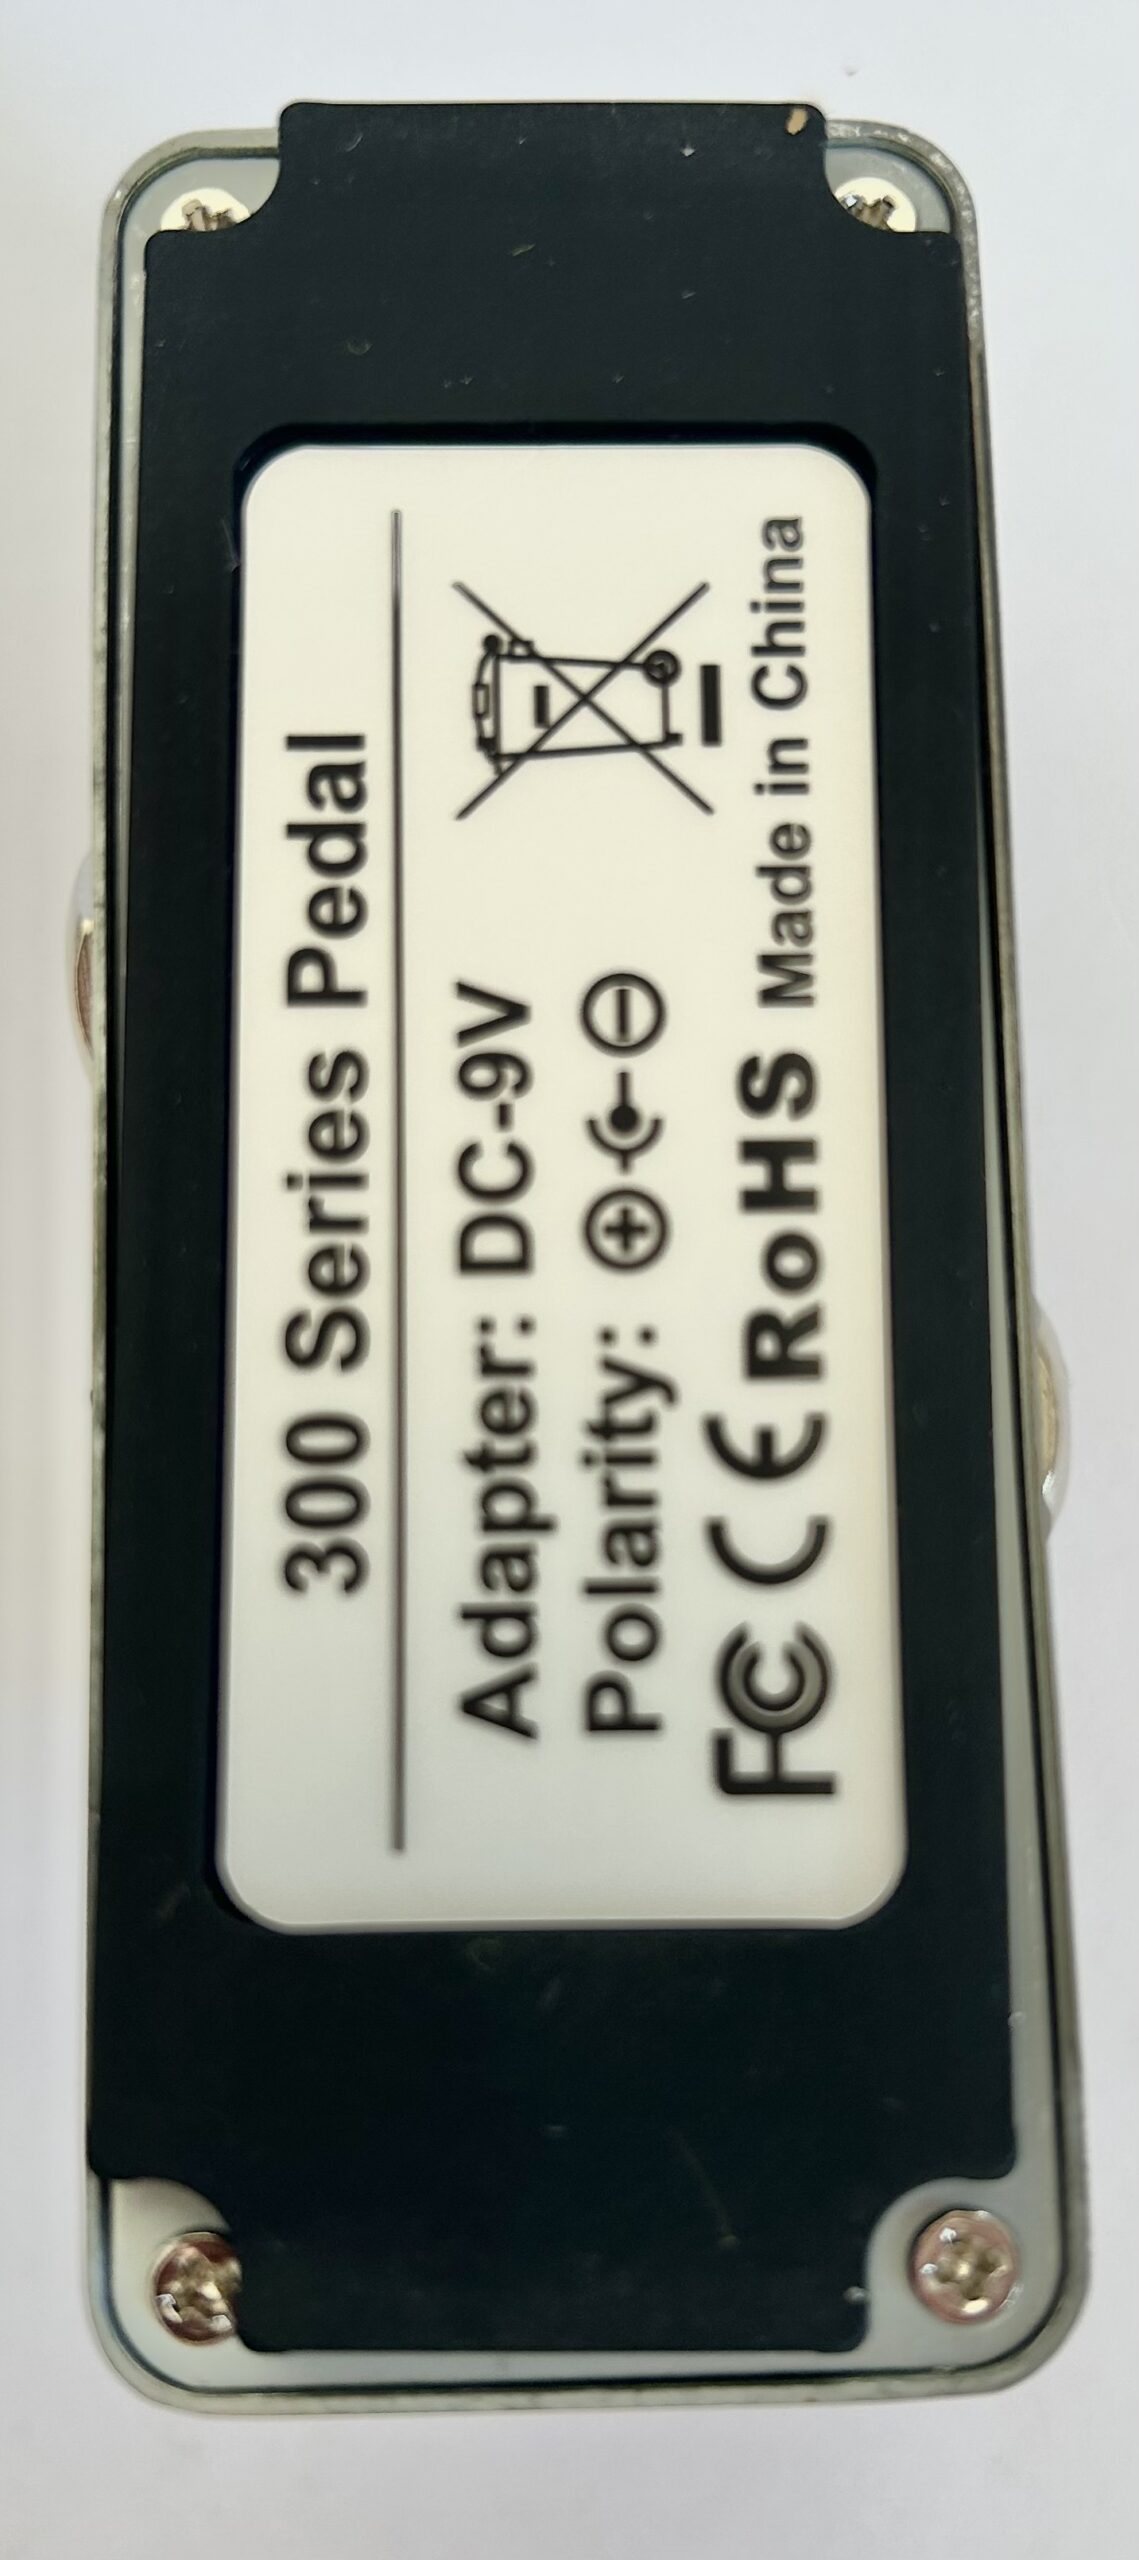 300 Series Pedal
Adapter: DC-9V
Polarity:
FC CE RoHS Made in China